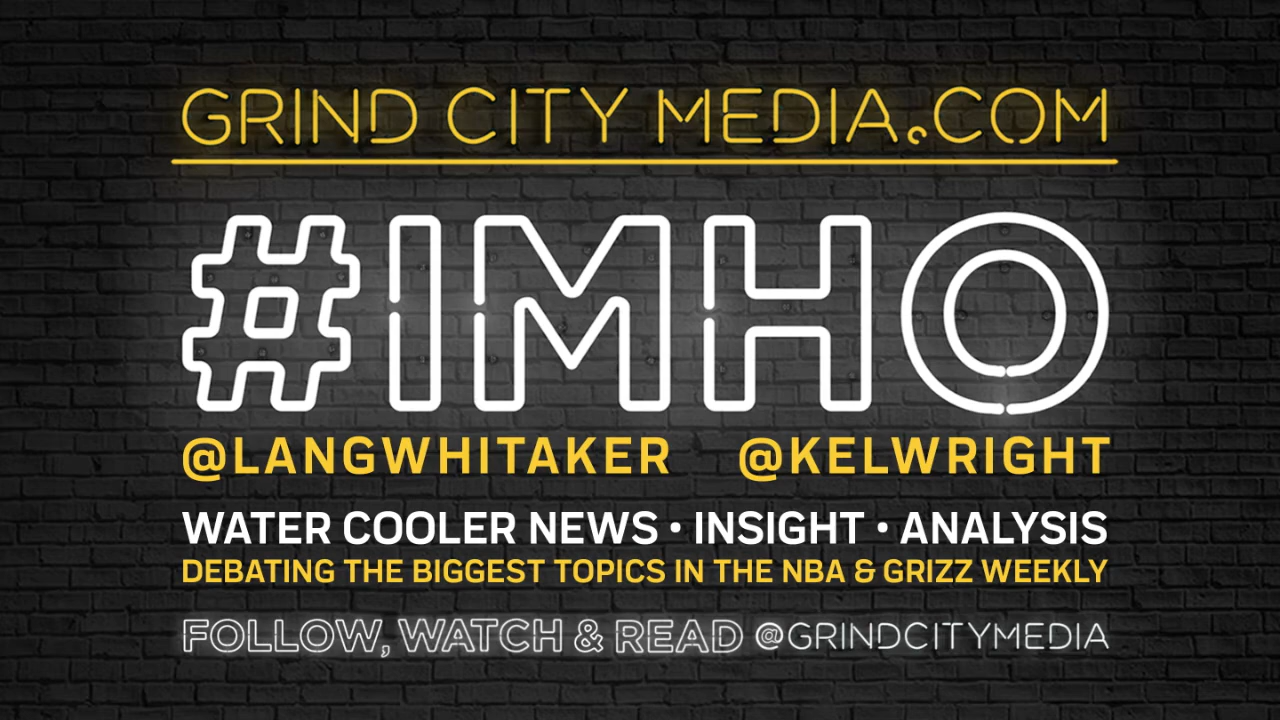 GRIND CITY MEDIA.COM
#IMHO
@LANGWHITAKER @KELWRIGHT
WATER COOLER NEWS • INSIGHT • ANALYSIS
DEBATING THE BIGGEST TOPICS IN THE NBA & GRIZZ WEEKLY
FOLLOW, WATCH & READ @GRINDCITYMEDIA